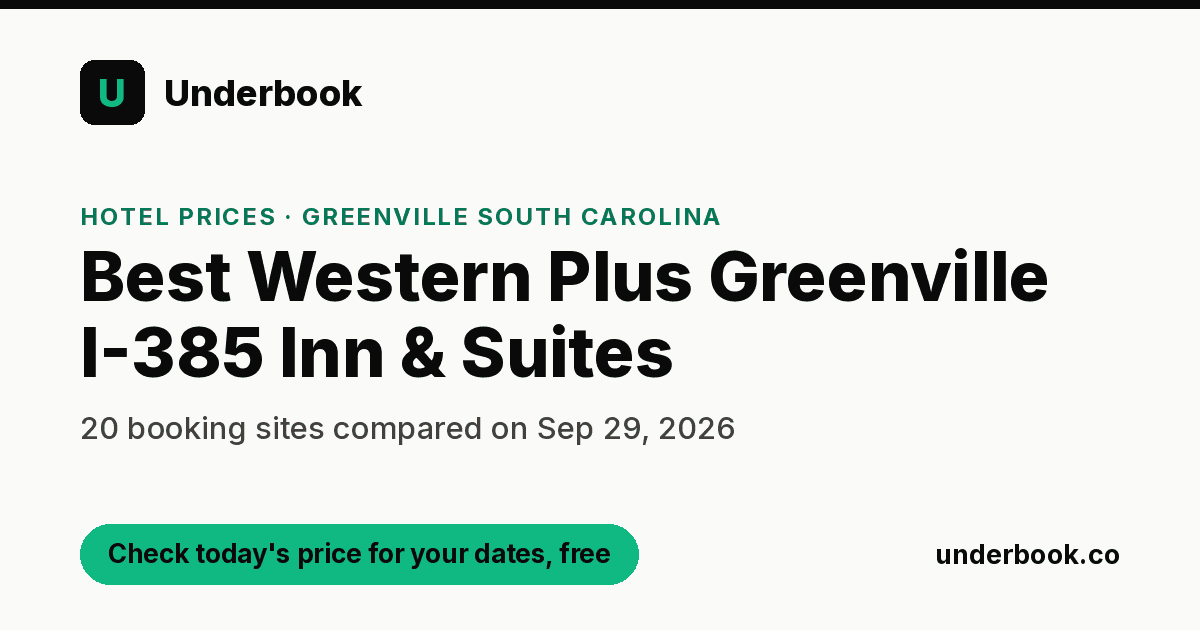 U Underbook
HOTEL PRICES · GREENVILLE SOUTH CAROLINA
Best Western Plus Greenville
I-385 Inn & Suites
20 booking sites compared on Sep 29, 2026
Check today's price for your dates, free
underbook.co